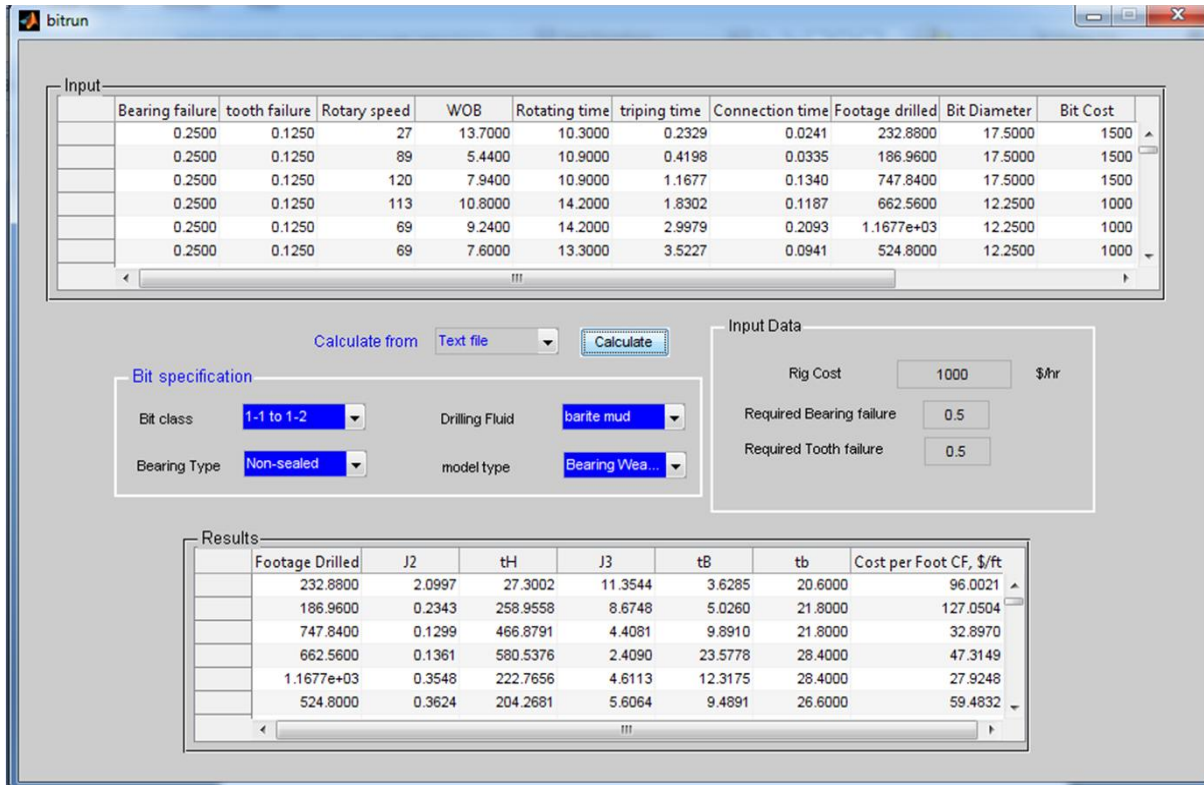 bitrun
Input
Bearing failure tooth failure Rotary speed WOB Rotating time triping time Connection time Footage drilled Bit Diameter Bit Cost
0.2500 0.1250 27 13.7000 10.3000 0.2329 0.0241 232.8800 17.5000 1500
0.2500 0.1250 89 5.4400 10.9000 0.4198 0.0335 186.9600 17.5000 1500
0.2500 0.1250 120 7.9400 10.9000 1.1677 0.1340 747.8400 17.5000 1500
0.2500 0.1250 113 10.8000 14.2000 1.8302 0.1187 662.5600 12.2500 1000
0.2500 0.1250 69 9.2400 14.2000 2.9979 0.2093 1.1677e+03 12.2500 1000
0.2500 0.1250 69 7.6000 13.3000 3.5227 0.0941 524.8000 12.2500 1000
Calculate from Text file Calculate
Bit specification
Bit class 1-1 to 1-2 Drilling Fluid barite mud
Bearing Type Non-sealed model type Bearing Wea...
Input Data
Rig Cost 1000 $/hr
Required Bearing failure 0.5
Required Tooth failure 0.5
Results
Footage Drilled J2 tH J3 tB tb Cost per Foot CF, $/ft
232.8800 2.0997 27.3002 11.3544 3.6285 20.6000 96.0021
186.9600 0.2343 258.9558 8.6748 5.0260 21.8000 127.0504
747.8400 0.1299 466.8791 4.4081 9.8910 21.8000 32.8970
662.5600 0.1361 580.5376 2.4090 23.5778 28.4000 47.3149
1.1677e+03 0.3548 222.7656 4.6113 12.3175 28.4000 27.9248
524.8000 0.3624 204.2681 5.6064 9.4891 26.6000 59.4832